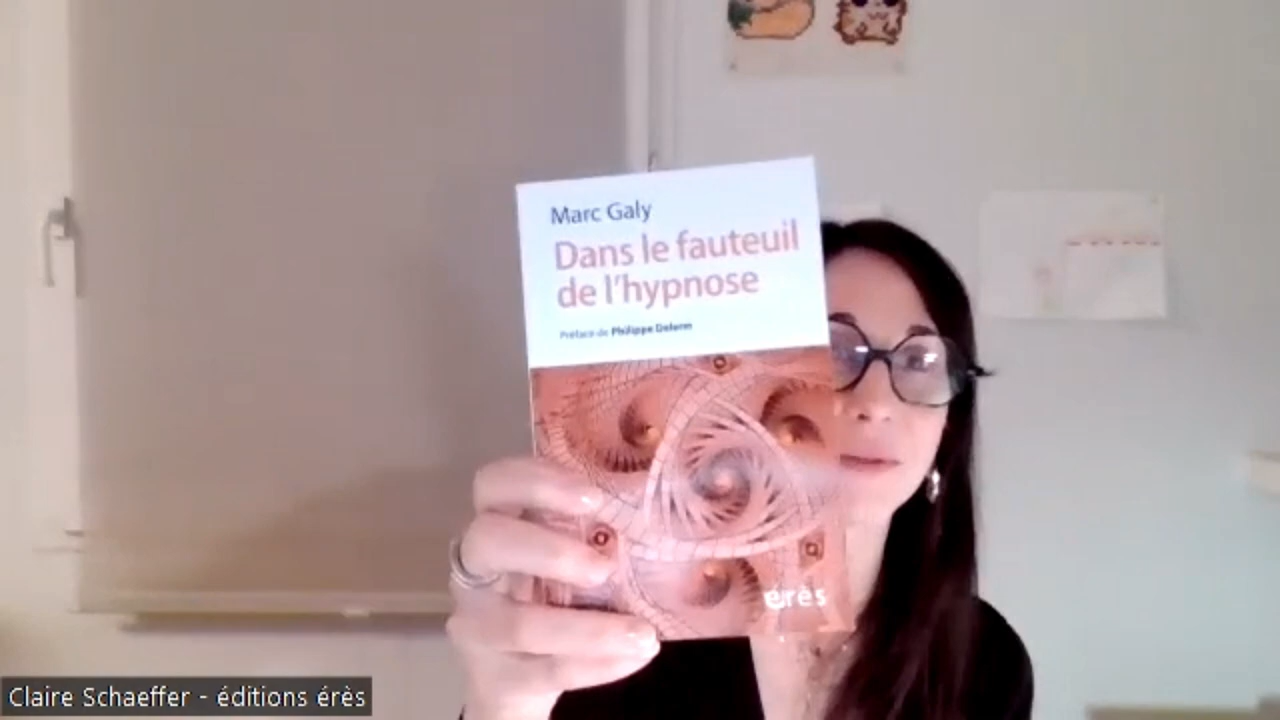 Marc Galy
Dans le fauteuil
de l'hypnose
Préface de Philippe Delerm
érès
Claire Schaeffer - éditions érès